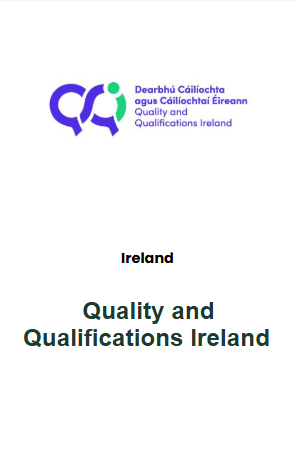 Dearbhú Cáilíochta
agus Cáilíochtaí Éireann
Quality and
Qualifications Ireland
Ireland
Quality and
Qualifications Ireland